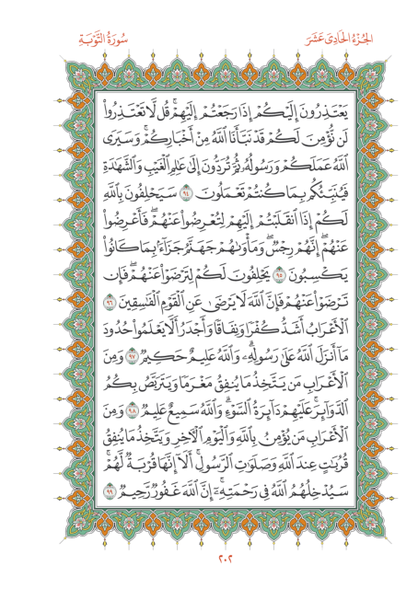 سُورَةُ التَّوْبَةِ
الجُزْءُ الحَادِى عَشَرَ
يَعْتَذِرُونَ إِلَيْكُمْ إِذَا رَجَعْتُمْ إِلَيْهِمْ ۚ قُل لَّا تَعْتَذِرُوا۟
لَن نُّؤْمِنَ لَكُمْ قَدْ نَبَّأَنَا ٱللَّهُ مِنْ أَخْبَارِكُمْ ۚ وَسَيَرَى
ٱللَّهُ عَمَلَكُمْ وَرَسُولُهُۥ ثُمَّ تُرَدُّونَ إِلَىٰ عَٰلِمِ ٱلْغَيْبِ وَٱلشَّهَٰدَةِ
فَيُنَبِّئُكُم بِمَا كُنتُمْ تَعْمَلُونَ ٩٤ سَيَحْلِفُونَ بِٱللَّهِ
لَكُمْ إِذَا ٱنقَلَبْتُمْ إِلَيْهِمْ لِتُعْرِضُوا۟ عَنْهُمْ ۖ فَأَعْرِضُوا۟
عَنْهُمْ ۖ إِنَّهُمْ رِجْسٌ ۖ وَمَأْوَىٰهُمْ جَهَنَّمُ جَزَآءًۢ بِمَا كَانُوا۟
يَكْسِبُونَ ٩٥ يَحْلِفُونَ لَكُمْ لِتَرْضَوْا۟ عَنْهُمْ ۖ فَإِن
تَرْضَوْا۟ عَنْهُمْ فَإِنَّ ٱللَّهَ لَا يَرْضَىٰ عَنِ ٱلْقَوْمِ ٱلْفَٰسِقِينَ ٩٦
ٱلْأَعْرَابُ أَشَدُّ كُفْرًا وَنِفَاقًا وَأَجْدَرُ أَلَّا يَعْلَمُوا۟ حُدُودَ
مَآ أَنزَلَ ٱللَّهُ عَلَىٰ رَسُولِهِۦ ۗ وَٱللَّهُ عَلِيمٌ حَكِيمٌ ٩٧ وَمِنَ
ٱلْأَعْرَابِ مَن يَتَّخِذُ مَا يُنفِقُ مَغْرَمًا وَيَتَرَبَّصُ بِكُمُ
ٱلدَّوَآئِرَ ۚ عَلَيْهِمْ دَآئِرَةُ ٱلسَّوْءِ ۗ وَٱللَّهُ سَمِيعٌ عَلِيمٌ ٩٨ وَمِنَ
ٱلْأَعْرَابِ مَن يُؤْمِنُ بِٱللَّهِ وَٱلْيَوْمِ ٱلْءَاخِرِ وَيَتَّخِذُ مَا يُنفِقُ
قُرُبَٰتٍ عِندَ ٱللَّهِ وَصَلَوَٰتِ ٱلرَّسُولِ ۚ أَلَآ إِنَّهَا قُرْبَةٌ لَّهُمْ ۚ
سَيُدْخِلُهُمُ ٱللَّهُ فِى رَحْمَتِهِۦٓ ۗ إِنَّ ٱللَّهَ غَفُورٌ رَّحِيمٌ ٩٩
٢٠٢